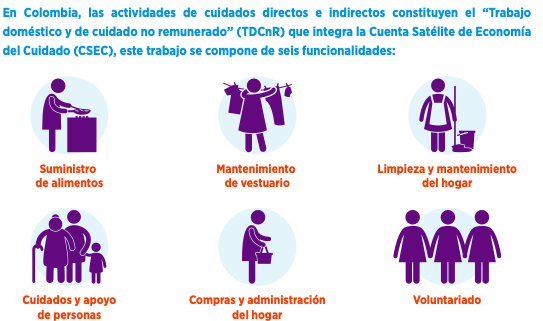 En Colombia, las actividades de cuidados directos e indirectos constituyen el “Trabajo
doméstico y de cuidado no remunerado” (TDCnR) que integra la Cuenta Satélite de Economía
del Cuidado (CSEC), este trabajo se compone de seis funcionalidades:
Suministro
de alimentos
Mantenimiento
de vestuario
Limpieza y mantenimiento
del hogar
Cuidados y apoyo
de personas
Compras y administración
del hogar
Voluntariado